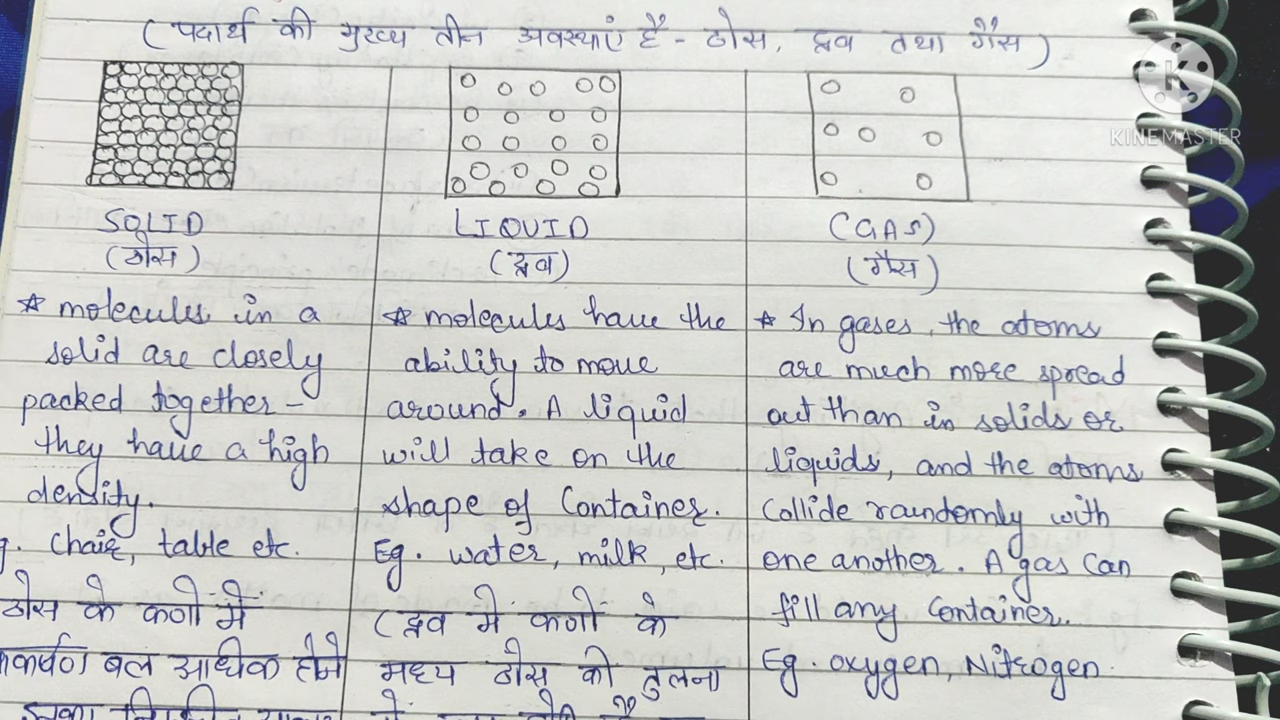 (पदार्थ की मुख्य तीन अवस्थाएं है - ठोस, द्रव तथा गैस)
SOLID
(ठोस)
* molecules in a
solid are closely
packed together-
they have a high
density.
g. Chair, table etc.
ठोस के कणो में
कर्षण बल अधिक होने
LIQUID
(द्रव)
* molecules have the
ability to move
around. A liquid
will take on the
shape of Container.
Eg. water, milk, etc.
(द्रव में कणों के
मध्य ठोस की तुलना
(GAS)
(गैस)
* In gases, the atoms
are much more spread
out than in solids or
liquids, and the atoms
Collide randomly with
one another. A gas Can
fill any Container.
Eg. oxygen, Nitrogen.
KINEMASTER